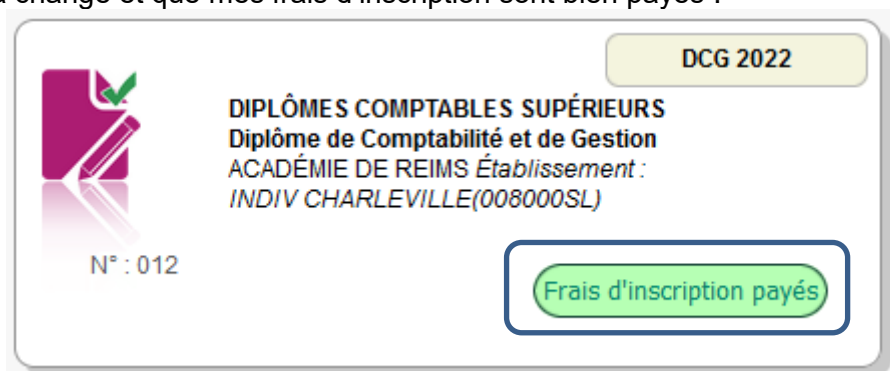 a changé et que mes frais d'inscription sont bien payés :
DCG 2022
DIPLÔMES COMPTABLES SUPÉRIEURS
Diplôme de Comptabilité et de Gestion
ACADÉMIE DE REIMS Établissement :
INDIV CHARLEVILLE(008000SL)
N° : 012
Frais d'inscription payés